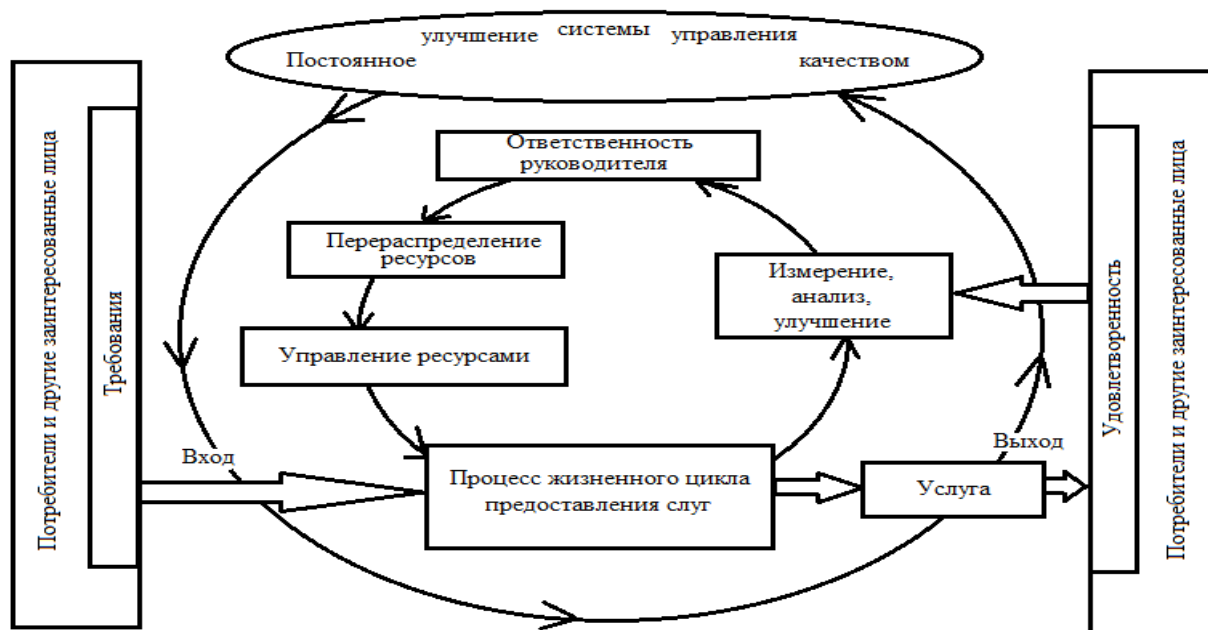 Постоянное улучшение системы управления качеством
Потребители и другие заинтересованные лица
Требования
Ответственность
руководителя
Перераспределение
ресурсов
Управление ресурсами
Измерение,
анализ,
улучшение
Вход
Процесс жизненного цикла
предоставления слуг
Услуга
Выход
Удовлетворенность
Потребители и другие заинтересованные лица